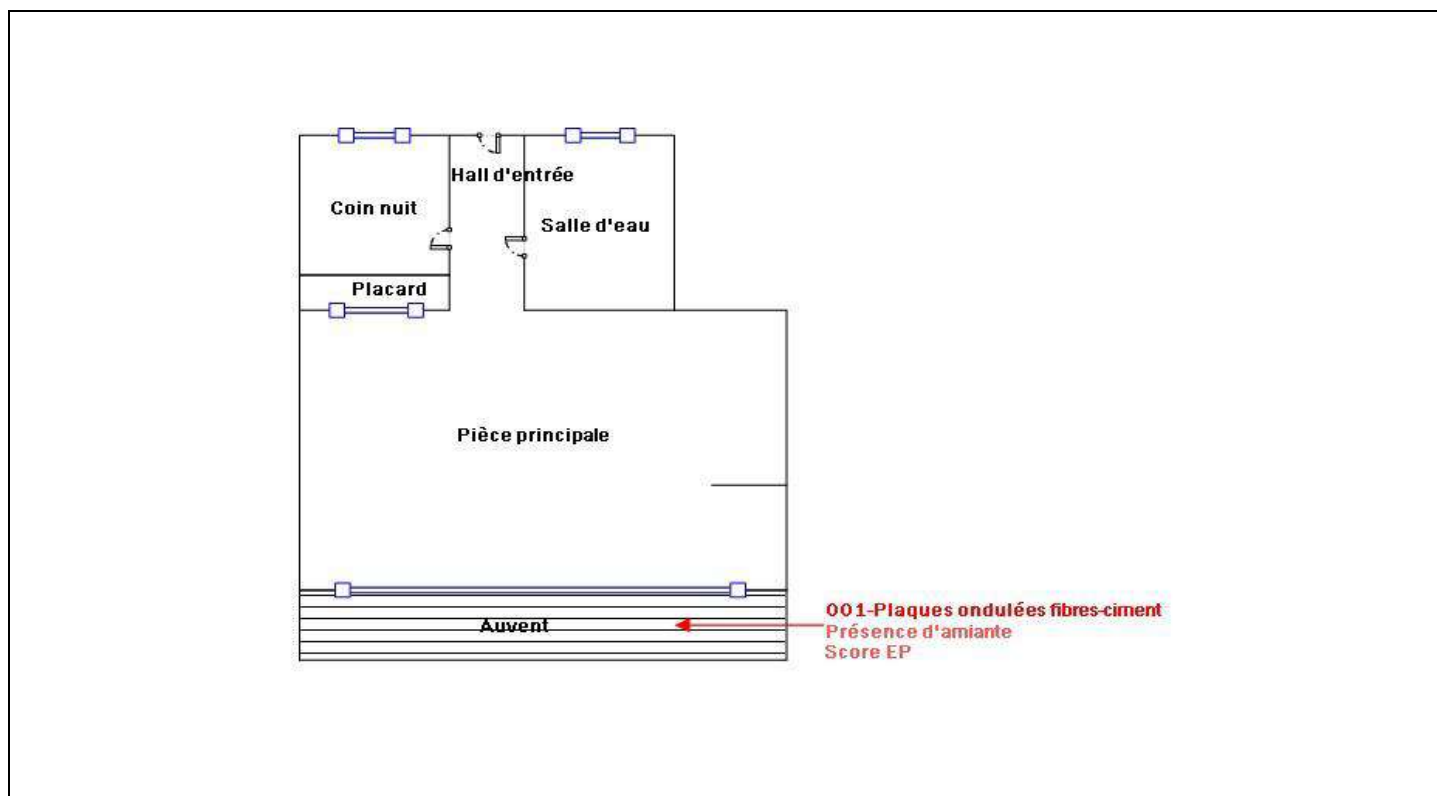 Hall d'entrée
Coin nuit
Salle d'eau
Placard
Pièce principale
Auvent
001-Plaques ondulées fibres-ciment
Présence d'amiante
Score EP